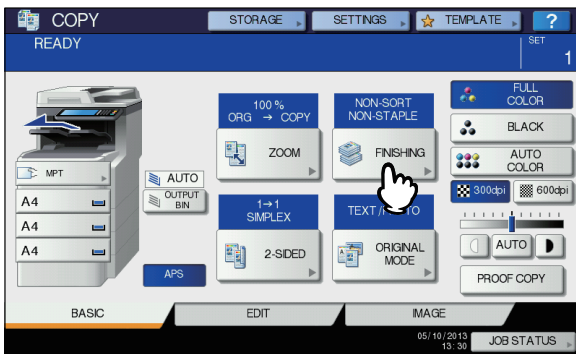 COPY
STORAGE
SETTINGS
TEMPLATE
?
READY
SET
1
100 %
ORG → COPY
NON-SORT
NON-STAPLE
FULL
COLOR
ZOOM
FINISHING
BLACK
MPT
AUTO
AUTO
COLOR
OUTPUT
BIN
300dpi
600dpi
A4
1→1
SIMPLEX
TEXT / PHOTO
A4
2-SIDED
ORIGINAL
MODE
AUTO
A4
APS
PROOF COPY
BASIC
EDIT
IMAGE
05/10/2013
13:30
JOB STATUS